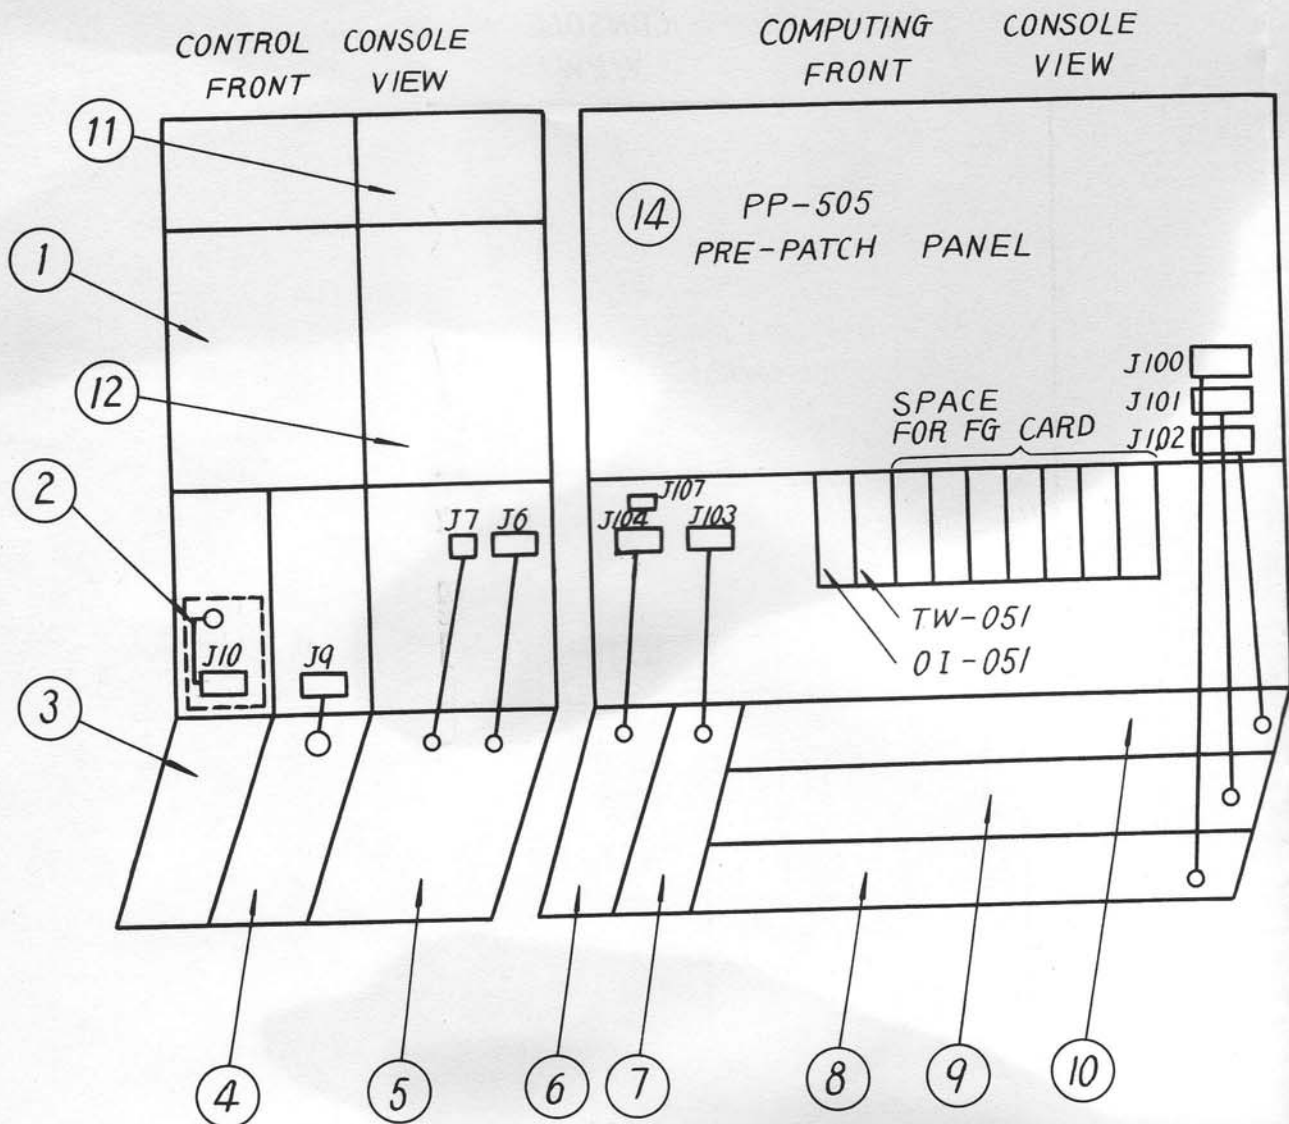 CONTROL CONSOLE
FRONT VIEW
COMPUTING CONSOLE
FRONT VIEW
11
14
PP-505
PRE-PATCH PANEL
1
J100
12
SPACE
FOR FG CARD
J101
J102
2
J7
J6
J107
J104
J103
TW-051
OI-051
J10
J9
3
4
5
6
7
8
9
10